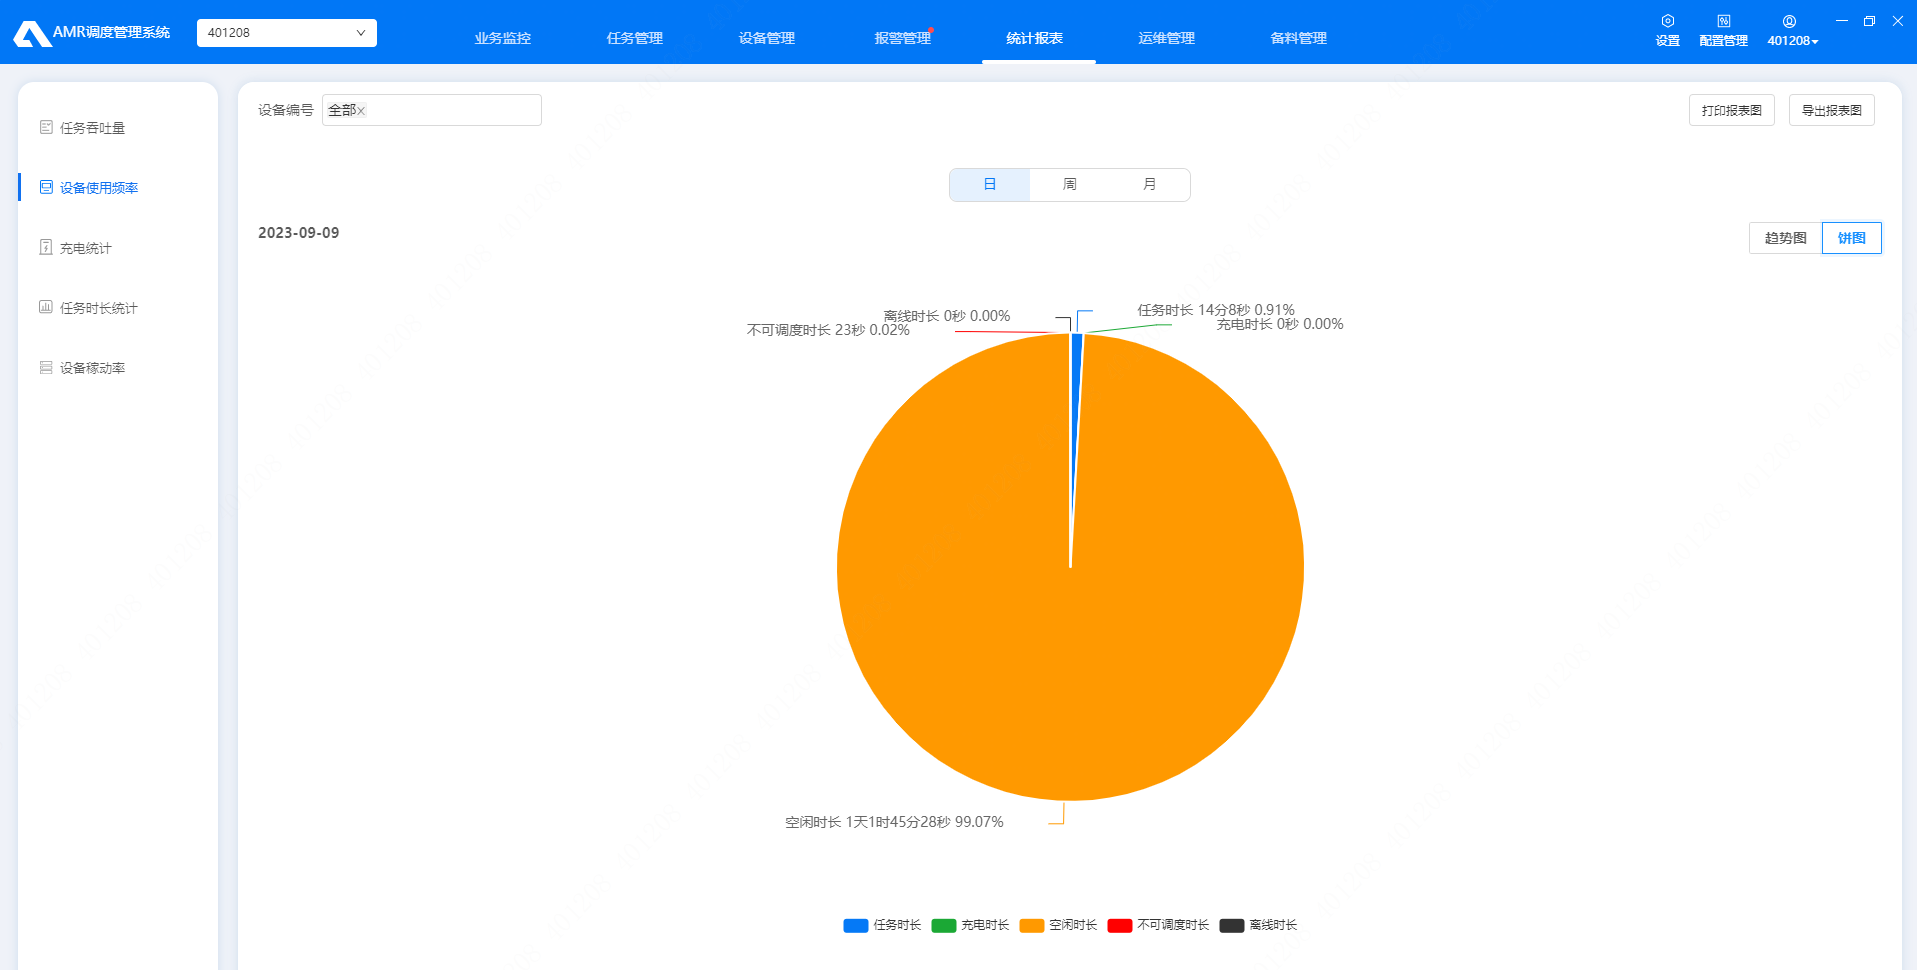 AMR调度管理系统
401208
业务监控
任务管理
设备管理
报警管理
统计报表
运维管理
备料管理
设置
配置管理
401208
任务吞吐量
设备使用频率
充电统计
任务时长统计
设备稼动率
设备编号
全部×
打印报表图
导出报表图
日
周
月
2023-09-09
趋势图
饼图
离线时长 0秒 0.00%
任务时长 14分8秒 0.91%
不可调度时长 23秒 0.02%
充电时长 0秒 0.00%
空闲时长 1天1时45分28秒 99.07%
任务时长
充电时长
空闲时长
不可调度时长
离线时长